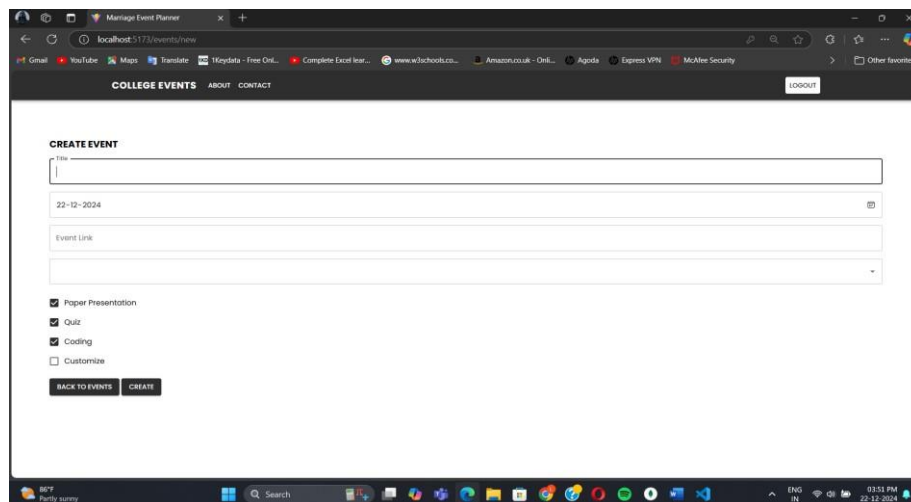 Marriage Event Planner
localhost:5173/events/new
Gmail YouTube Maps Translate 1Keydata - Free Onli... Complete Excel lear... www.w3schools.co... Amazon.co.uk - Onli... Agoda Express VPN McAfee Security Other favorite
COLLEGE EVENTS ABOUT CONTACT LOGOUT
CREATE EVENT
Title
22-12-2024
Event Link
Paper Presentation
Quiz
Coding
Customize
BACK TO EVENTS CREATE
86°F
Partly sunny
Search
ENG
IN
03:51 PM
22-12-2024